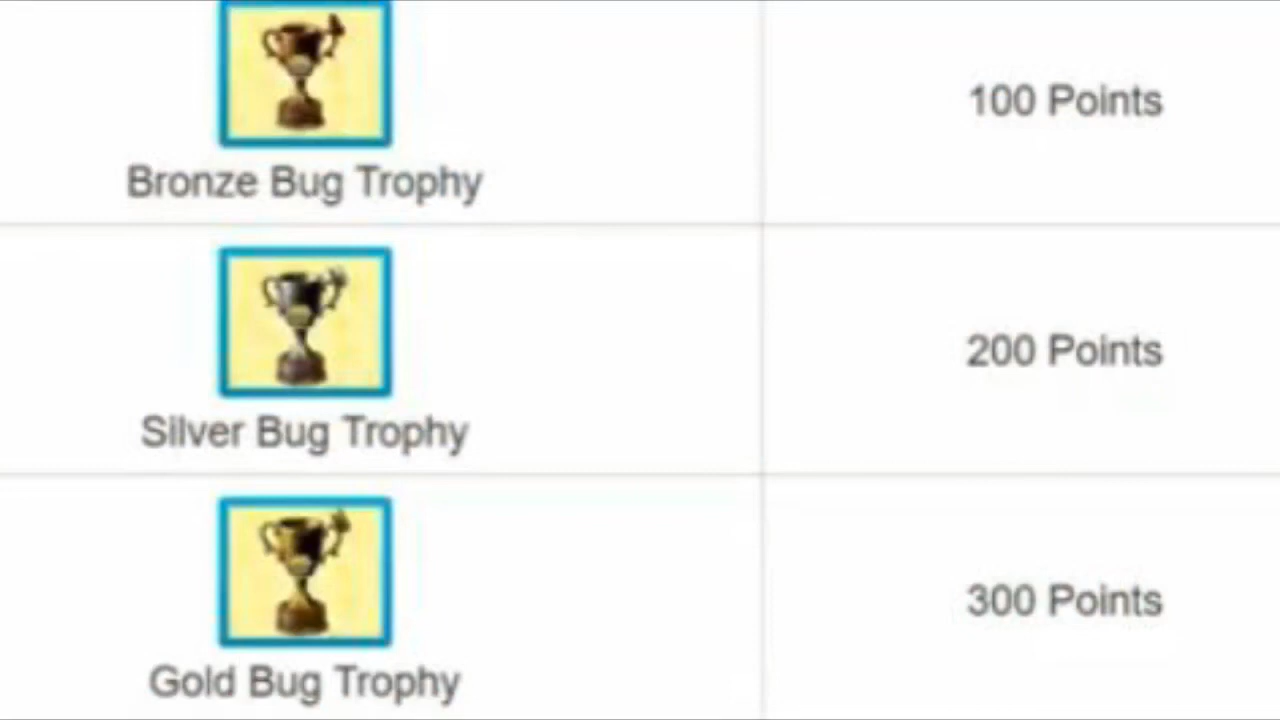 100 Points
Bronze Bug Trophy
200 Points
Silver Bug Trophy
300 Points
Gold Bug Trophy